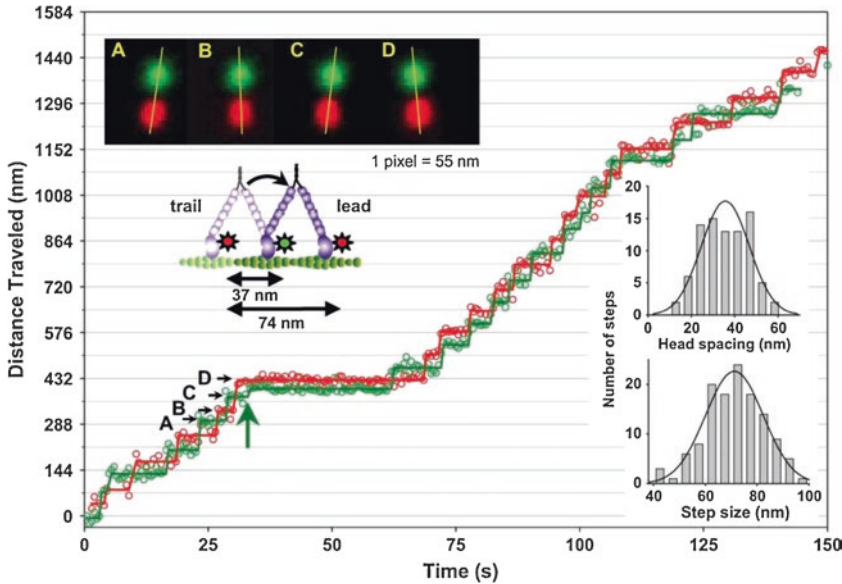 Distance Traveled (nm)
1584
1440
1296
1152
1008
864
720
576
432
288
144
0
A B C D
1 pixel = 55 nm
trail lead
37 nm
74 nm
D
C
B
A
0 25 50 75 100 125 150
Time (s)
Number of steps
20
15
10
5
0
0 20 40 60
Head spacing (nm)
20
10
0
40 60 80 100
Step size (nm)